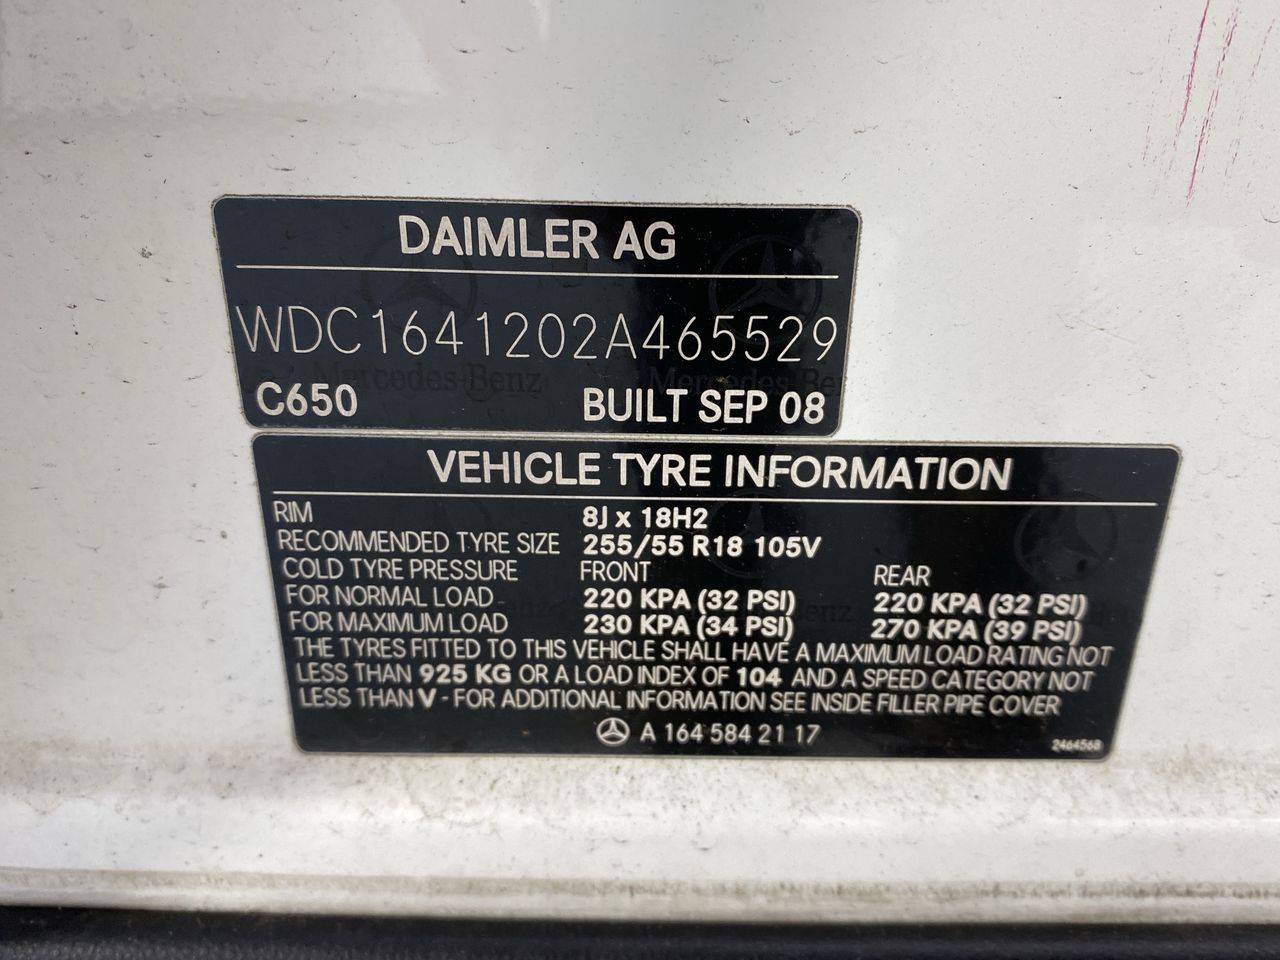 DAIMLER AG
WDC1641202A465529
C650 BUILT SEP 08
VEHICLE TYRE INFORMATION
RIM 8J x 18H2
RECOMMENDED TYRE SIZE 255/55 R18 105V
COLD TYRE PRESSURE FRONT REAR
FOR NORMAL LOAD 220 KPA (32 PSI) 220 KPA (32 PSI)
FOR MAXIMUM LOAD 230 KPA (34 PSI) 270 KPA (39 PSI)
THE TYRES FITTED TO THIS VEHICLE SHALL HAVE A MAXIMUM LOAD RATING NOT
LESS THAN 925 KG OR A LOAD INDEX OF 104 AND A SPEED CATEGORY NOT
LESS THAN V - FOR ADDITIONAL INFORMATION SEE INSIDE FILLER PIPE COVER
A 164 584 21 17
2464568